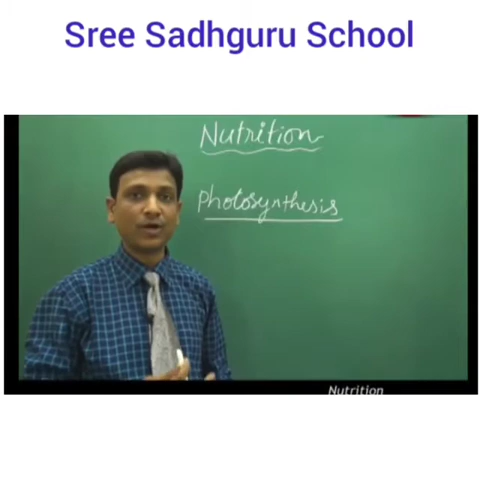 Sree Sadhguru School
Nutrition
Photosynthesis
Nutrition